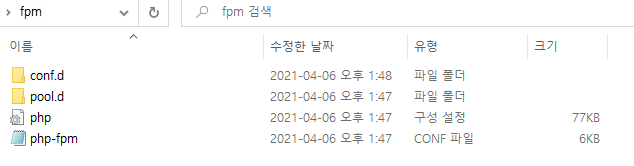 fpm
fpm 검색
이름 수정한 날짜 유형 크기
conf.d 2021-04-06 오후 1:48 파일 폴더
pool.d 2021-04-06 오후 1:47 파일 폴더
php 2021-04-06 오후 1:47 구성 설정 77KB
php-fpm 2021-04-06 오후 1:47 CONF 파일 6KB